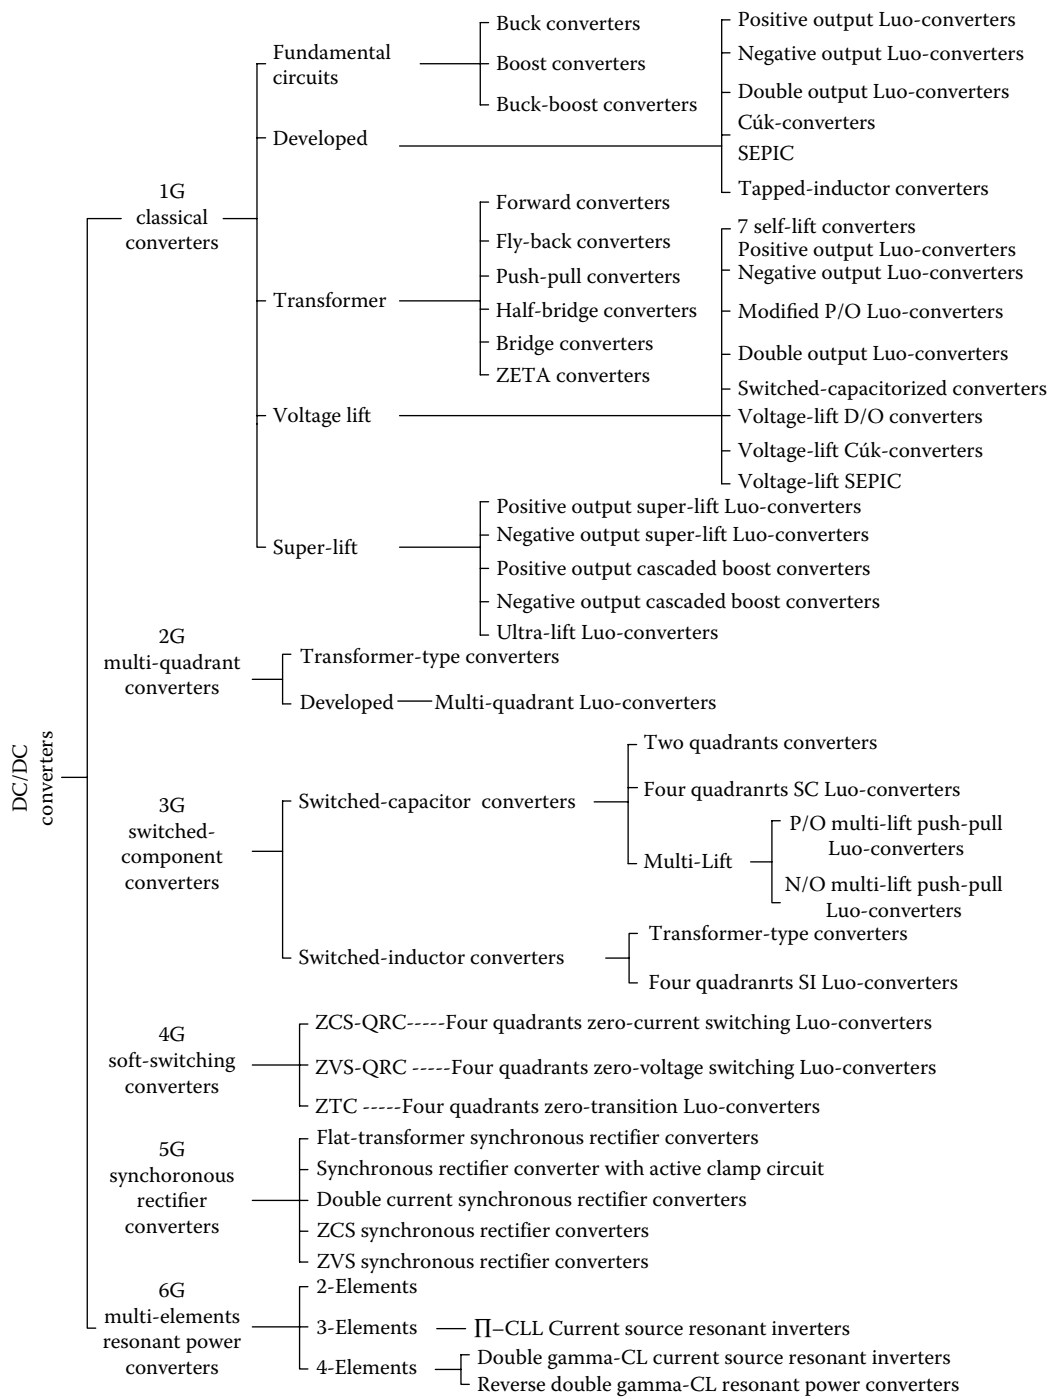 DC/DC
converters
1G
classical
converters
Fundamental
circuits
Buck converters
Boost converters
Buck-boost converters
Developed
Positive output Luo-converters
Negative output Luo-converters
Double output Luo-converters
Cúk-converters
SEPIC
Tapped-inductor converters
Transformer
Forward converters
Fly-back converters
Push-pull converters
Half-bridge converters
Bridge converters
ZETA converters
Voltage lift
7 self-lift converters
Positive output Luo-converters
Negative output Luo-converters
Modified P/O Luo-converters
Double output Luo-converters
Switched-capacitorized converters
Voltage-lift D/O converters
Voltage-lift Cúk-converters
Voltage-lift SEPIC
Super-lift
Positive output super-lift Luo-converters
Negative output super-lift Luo-converters
Positive output cascaded boost converters
Negative output cascaded boost converters
Ultra-lift Luo-converters
2G
multi-quadrant
converters
Transformer-type converters
Developed — Multi-quadrant Luo-converters
3G
switched-
component
converters
Switched-capacitor converters
Two quadrants converters
Four quadranrts SC Luo-converters
Multi-Lift
P/O multi-lift push-pull
Luo-converters
N/O multi-lift push-pull
Luo-converters
Switched-inductor converters
Transformer-type converters
Four quadranrts SI Luo-converters
4G
soft-switching
converters
ZCS-QRC-----Four quadrants zero-current switching Luo-converters
ZVS-QRC -----Four quadrants zero-voltage switching Luo-converters
ZTC -----Four quadrants zero-transition Luo-converters
5G
synchoronous
rectifier
converters
Flat-transformer synchronous rectifier converters
Synchronous rectifier converter with active clamp circuit
Double current synchronous rectifier converters
ZCS synchronous rectifier converters
ZVS synchronous rectifier converters
6G
multi-elements
resonant power
converters
2-Elements
3-Elements — ∏–CLL Current source resonant inverters
4-Elements
Double gamma-CL current source resonant inverters
Reverse double gamma-CL resonant power converters